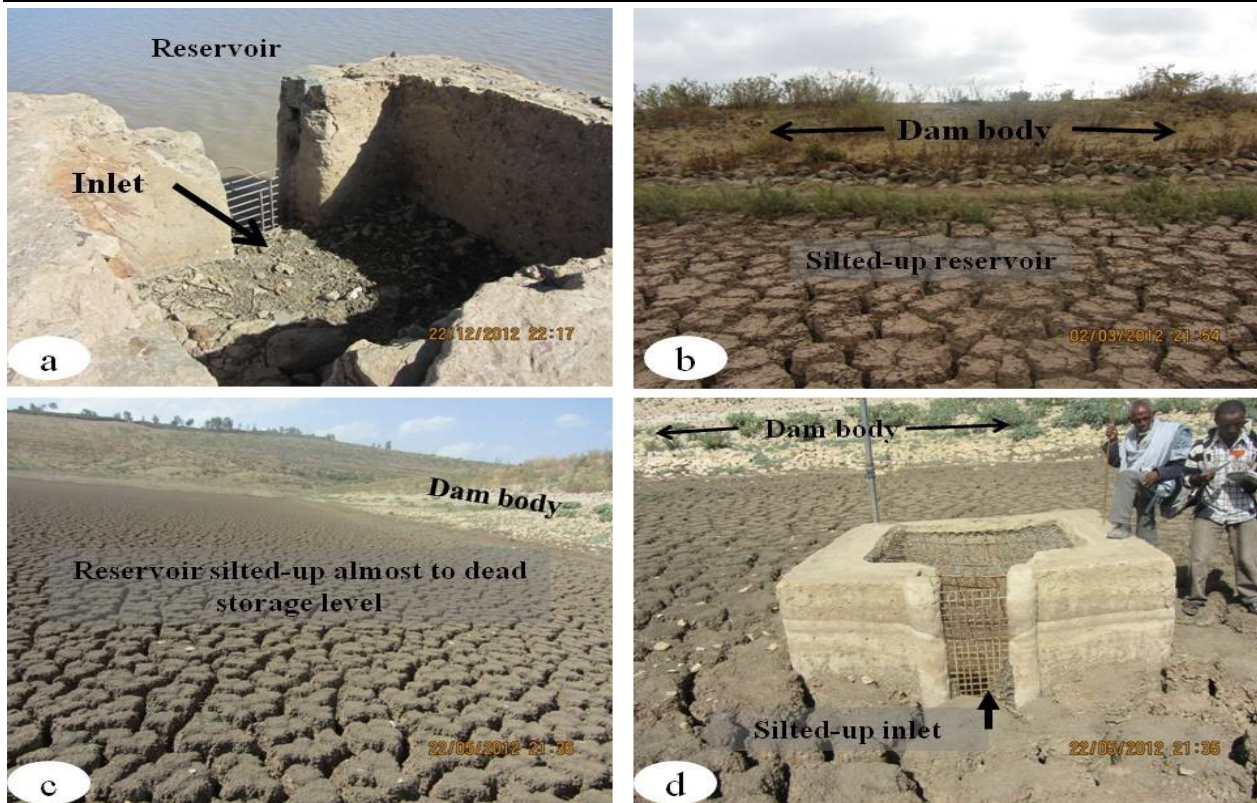 Reservoir
Inlet
22/12/2012 22:17
a
Dam body
Silted-up reservoir
02/03/2012 21:54
b
Dam body
Reservoir silted-up almost to dead
storage level
22/05/2012 21:36
c
Dam body
Silted-up inlet
22/05/2012 21:35
d